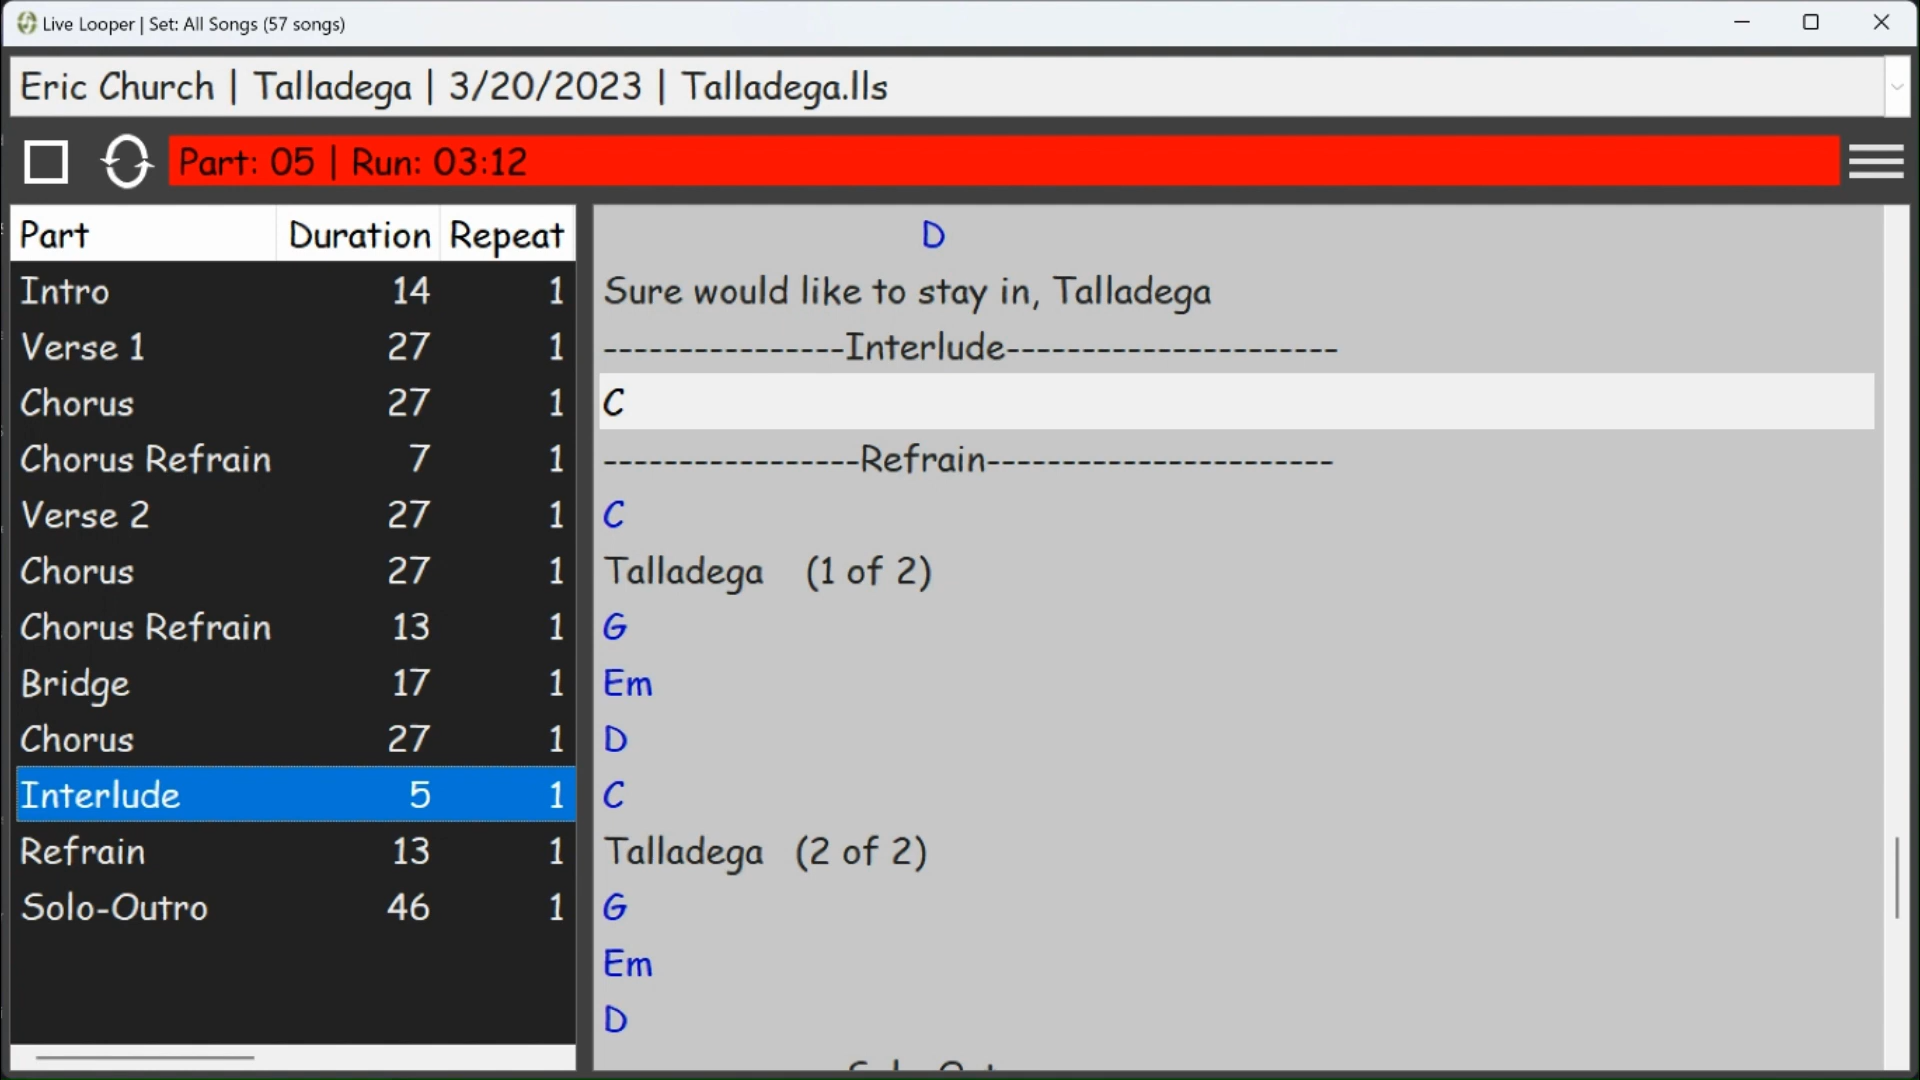 Live Looper | Set: All Songs (57 songs)
Eric Church | Talladega | 3/20/2023 | Talladega.lls
Part: 05 | Run: 03:12
Part Duration Repeat
Intro 14 1
Verse 1 27 1
Chorus 27 1
Chorus Refrain 7 1
Verse 2 27 1
Chorus 27 1
Chorus Refrain 13 1
Bridge 17 1
Chorus 27 1
Interlude 5 1
Refrain 13 1
Solo-Outro 46 1
D
Sure would like to stay in, Talladega
----------------Interlude----------------------
C
-----------------Refrain-----------------------
C
Talladega (1 of 2)
G
Em
D
C
Talladega (2 of 2)
G
Em
D